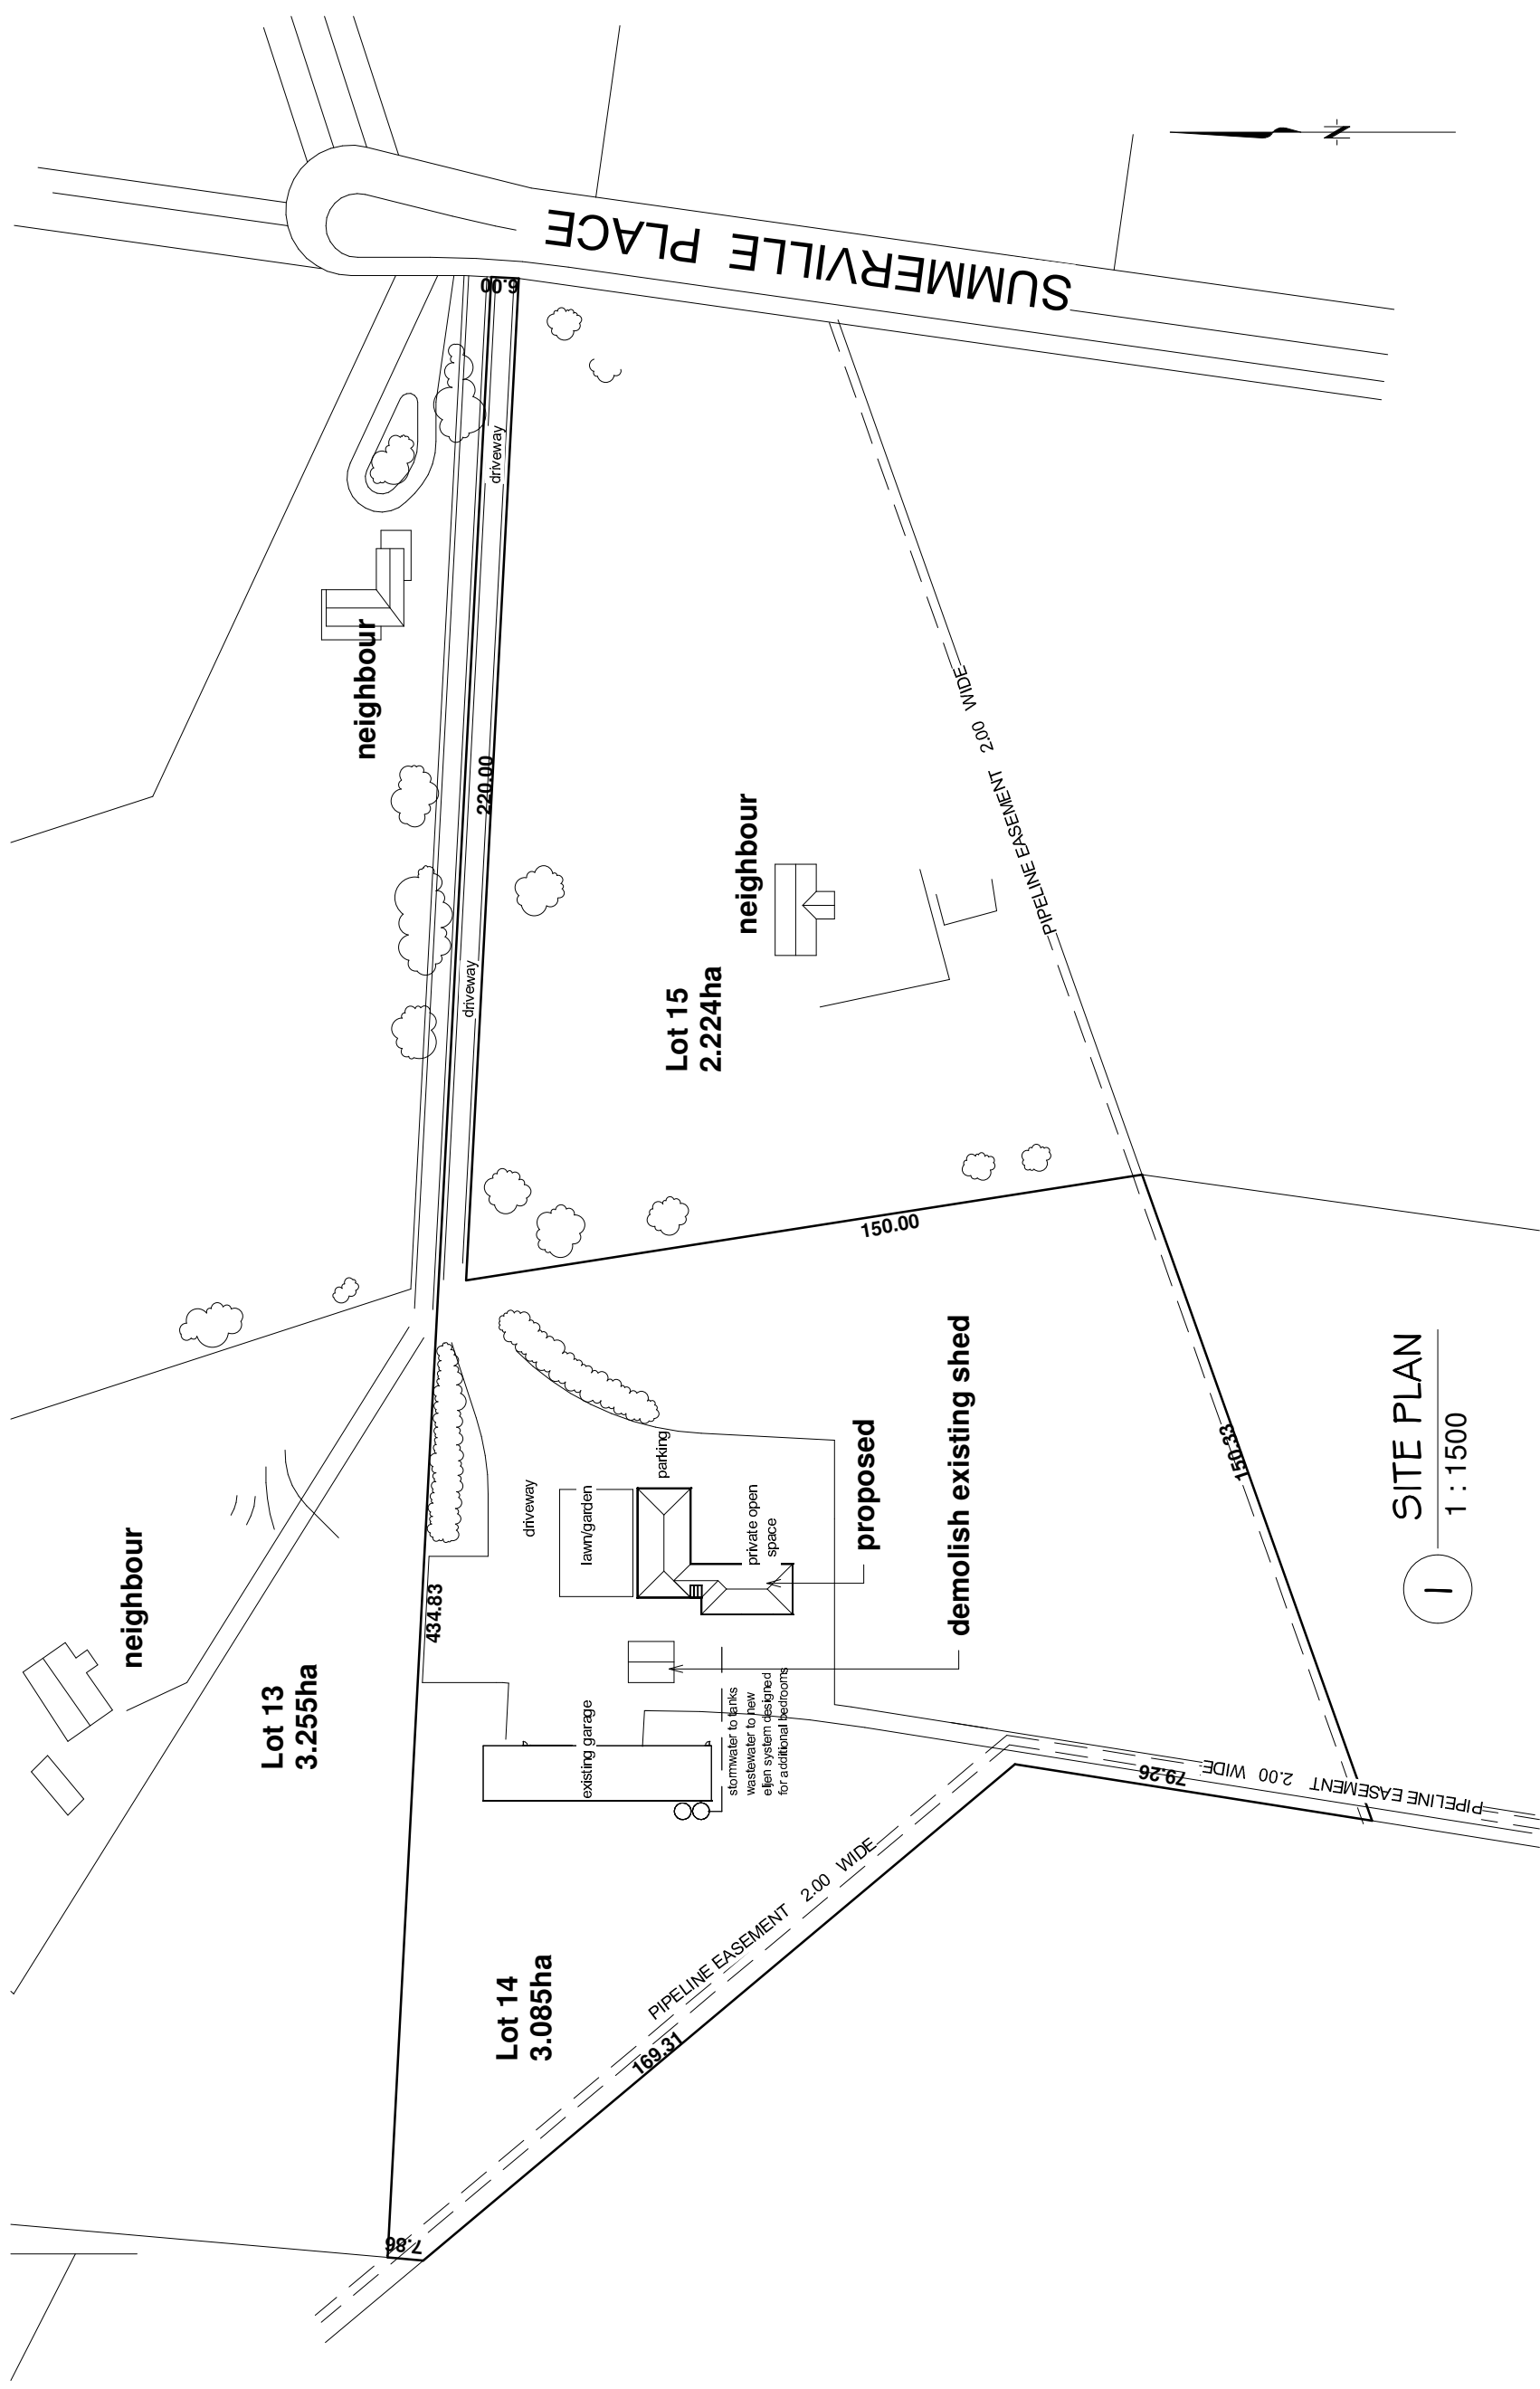 SUMMERVILLE PLACE
6.00
driveway
neighbour
220.00
driveway
neighbour
Lot 15
2.224ha
PIPELINE EASEMENT 2.00 WIDE
150.00
150.33
neighbour
Lot 13
3.255ha
434.83
driveway
lawn/garden
parking
private open
space
proposed
demolish existing shed
existing garage
stormwater to tanks
wastewater to new
eljen system designed
for additional bedrooms
PIPELINE EASEMENT 2.00 WIDE
79.26
Lot 14
3.085ha
PIPELINE EASEMENT 2.00 WIDE
169.31
7.86
N
1
SITE PLAN
1 : 1500